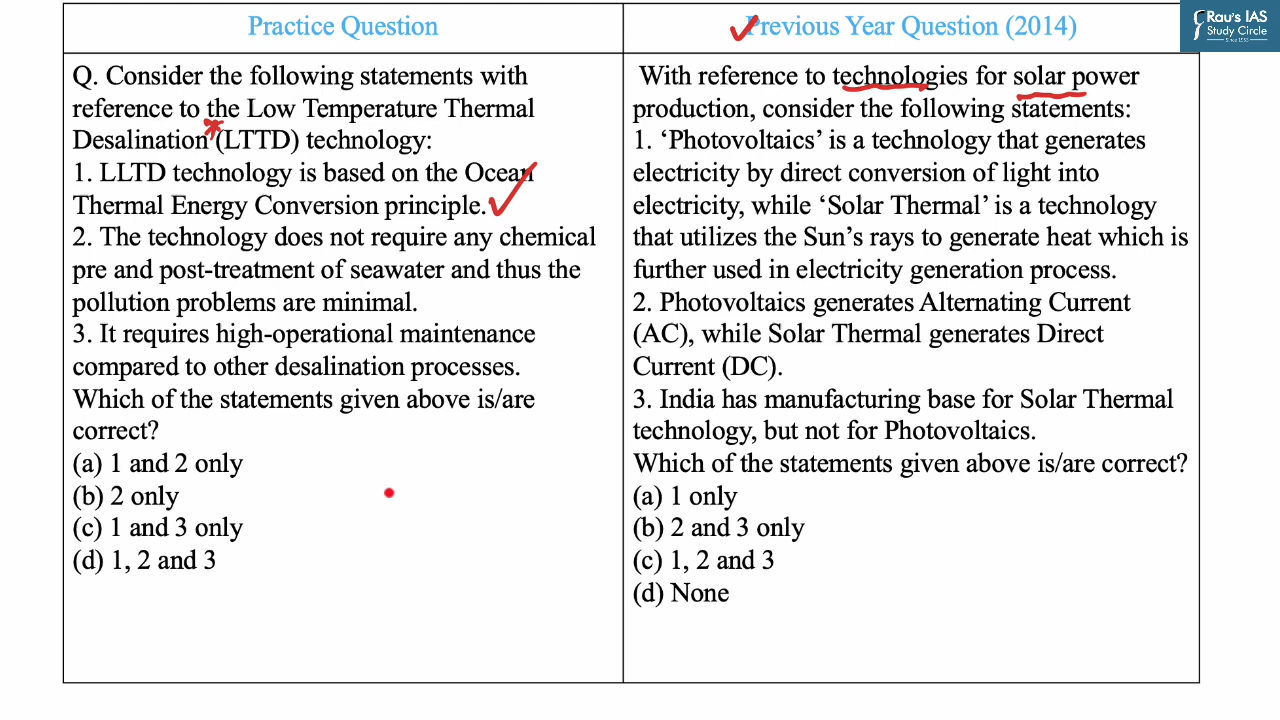 Practice Question
Q. Consider the following statements with
reference to the Low Temperature Thermal
Desalination (LTTD) technology:
1. LLTD technology is based on the Ocean
Thermal Energy Conversion principle.
2. The technology does not require any chemical
pre and post-treatment of seawater and thus the
pollution problems are minimal.
3. It requires high-operational maintenance
compared to other desalination processes.
Which of the statements given above is/are
correct?
(a) 1 and 2 only
(b) 2 only
(c) 1 and 3 only
(d) 1, 2 and 3
Previous Year Question (2014)
With reference to technologies for solar power
production, consider the following statements:
1. ‘Photovoltaics’ is a technology that generates
electricity by direct conversion of light into
electricity, while ‘Solar Thermal’ is a technology
that utilizes the Sun’s rays to generate heat which is
further used in electricity generation process.
2. Photovoltaics generates Alternating Current
(AC), while Solar Thermal generates Direct
Current (DC).
3. India has manufacturing base for Solar Thermal
technology, but not for Photovoltaics.
Which of the statements given above is/are correct?
(a) 1 only
(b) 2 and 3 only
(c) 1, 2 and 3
(d) None
Rau's IAS
Study Circle
Since 1953